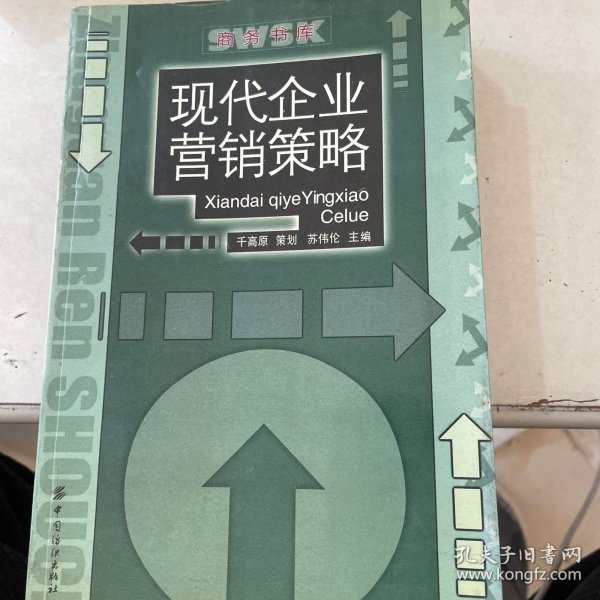 SWSK
商务书库
现代企业
营销策略
Xiandai qiyeYingxiao
Celue
千高原 策划 苏伟伦 主编
中国纺织出版社
孔夫子旧书网
www.kongfz.com